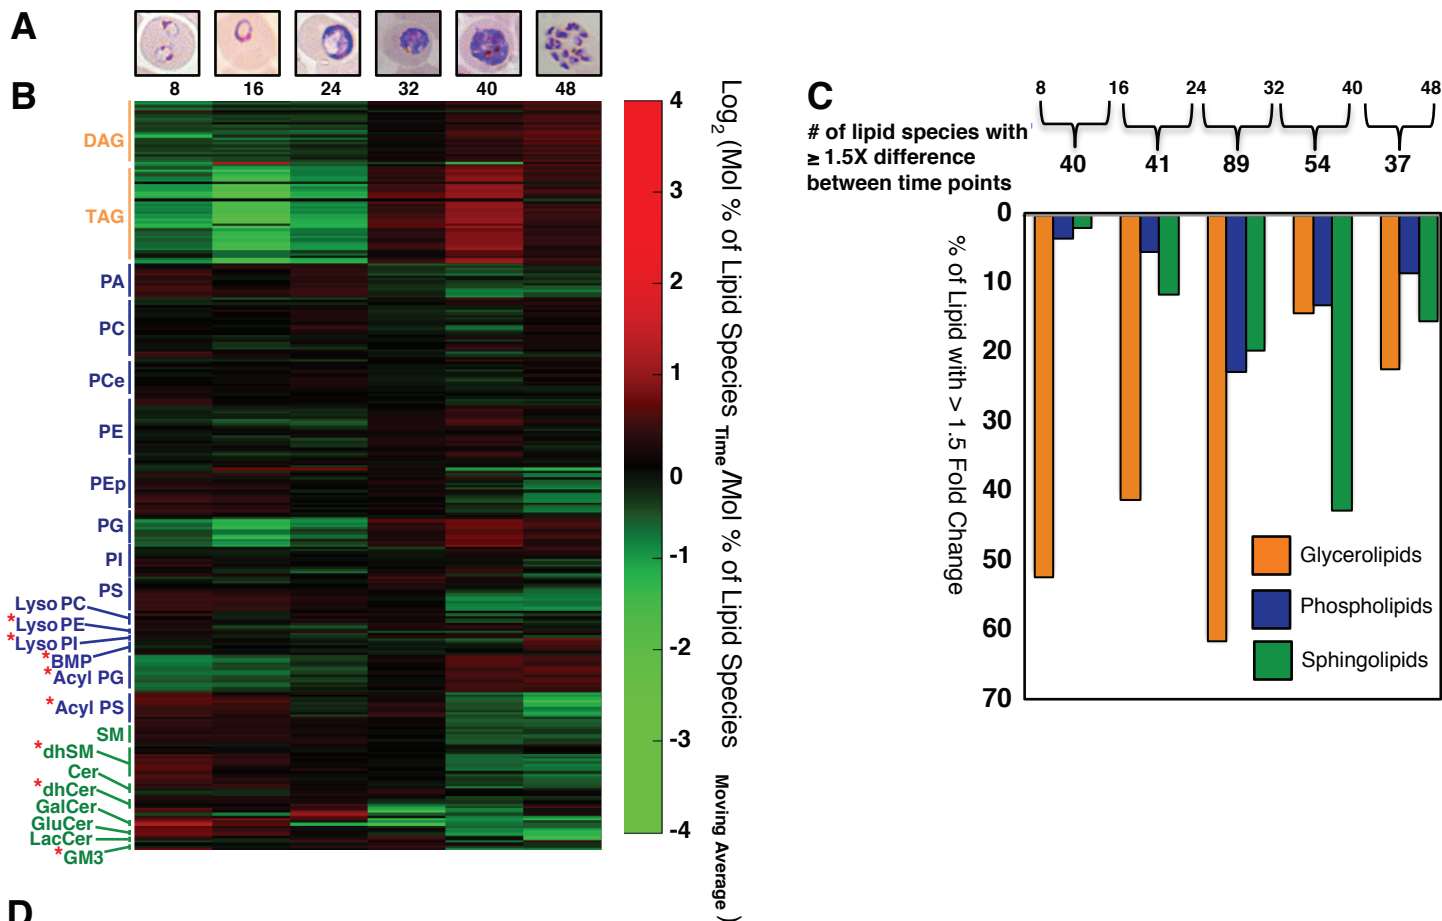 A
B
8 16 24 32 40 48
DAG
TAG
PA
PC
PCe
PE
PEp
PG
PI
PS
Lyso PC
*Lyso PE
*Lyso PI
*BMP
*Acyl PG
*Acyl PS
SM
*dhSM
Cer
*dhCer
GalCer
GluCer
LacCer
*GM3
4
3
2
1
0
-1
-2
-3
-4
Log2 (Mol % of Lipid Species Time /Mol % of Lipid Species Moving Average )
C
8 16 24 32 40 48
# of lipid species with
≥ 1.5X difference
between time points
40 41 89 54 37
0
10
20
30
40
50
60
70
% of Lipid with > 1.5 Fold Change
Glycerolipids
Phospholipids
Sphingolipids
D